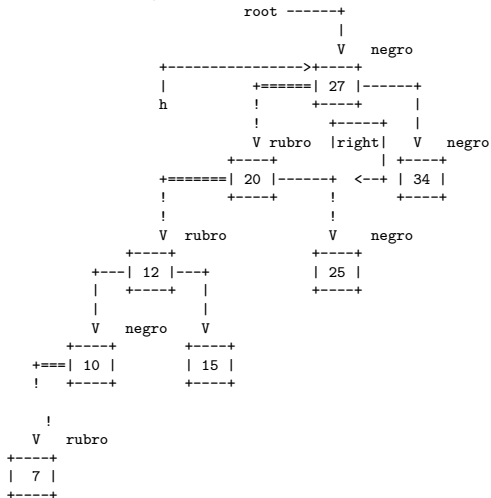 root ------+
|
V negro
+---------------->+----+
| +======| 27 |------+
h ! +----+ |
! +-----+ |
V rubro |right| V negro
+----+ | +----+
+=======| 20 |------+ <--+ | 34 |
! +----+ ! +----+
! !
V rubro V negro
+----+ +----+
+---| 12 |---+ | 25 |
| +----+ | +----+
| |
V negro V
+----+ +----+
+===| 10 | | 15 |
! +----+ +----+
!
V rubro
+----+
| 7 |
+----+